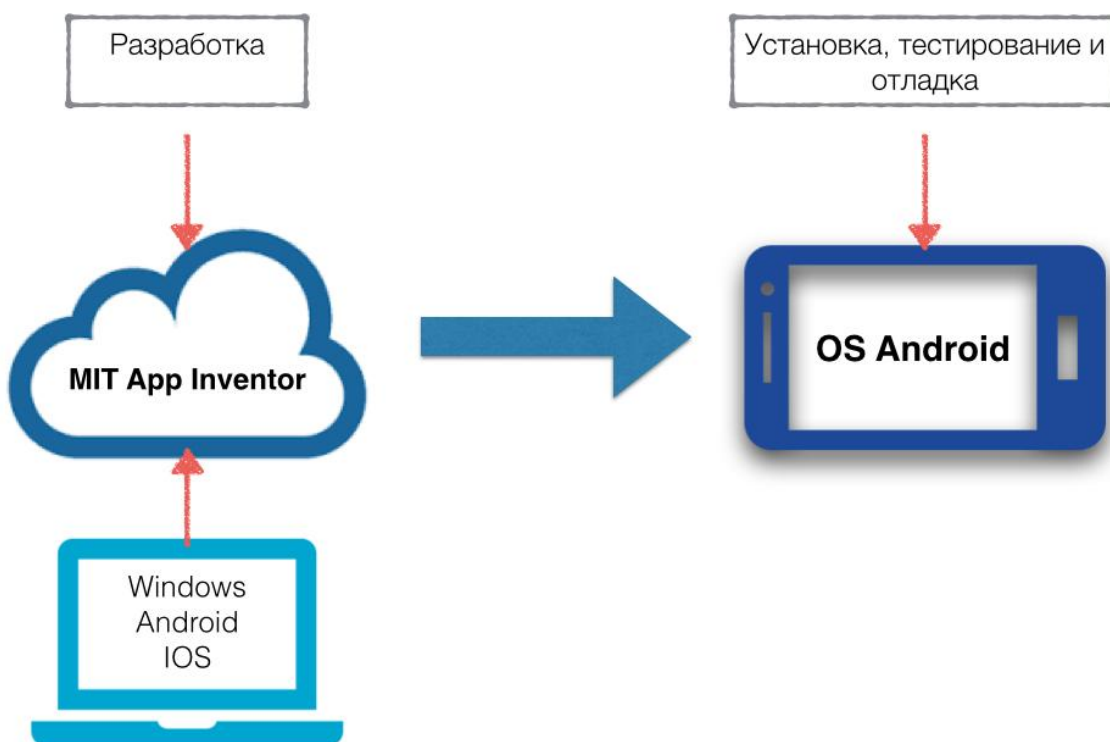 Разработка
Установка, тестирование и
отладка
MIT App Inventor
OS Android
Windows
Android
IOS